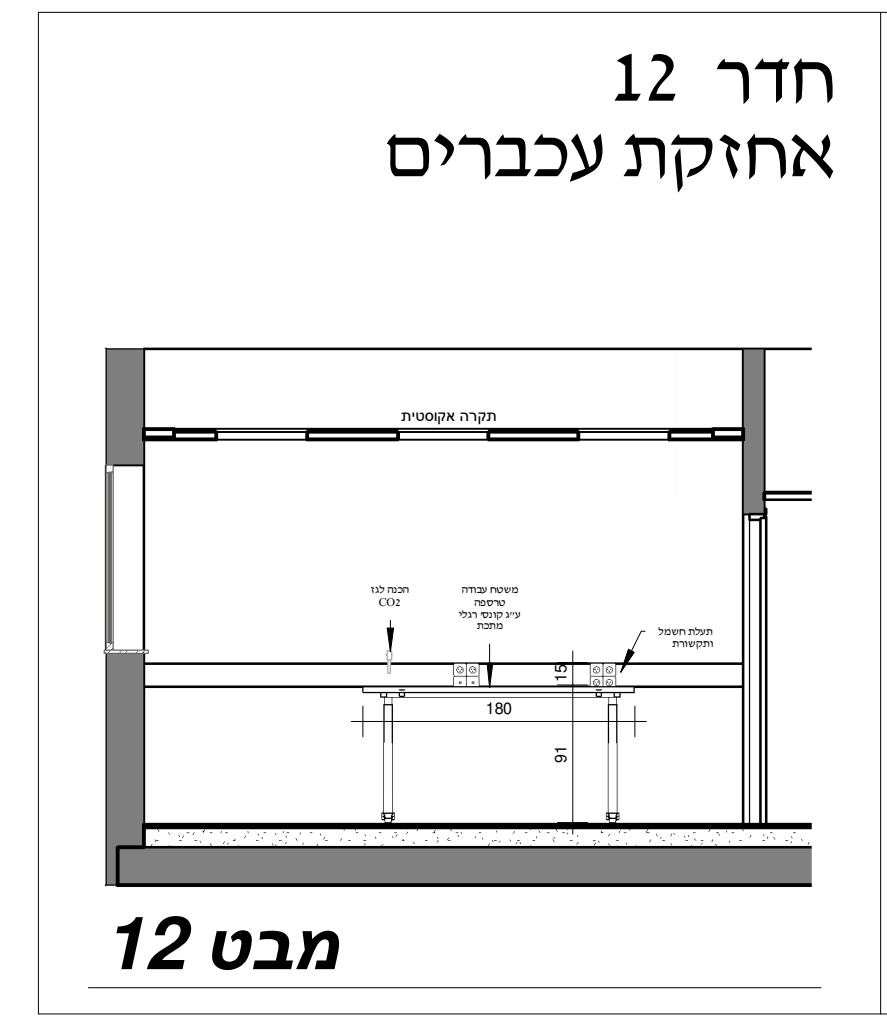 חדר 12
אחזקת עכברים
תקרה אקוסטית
הכנה לגז
CO2
משטח עבודה
טרספה
ע״ג קונסי רגלי
מתכת
תעלת חשמל
ותקשורת
15
180
91
מבט 12